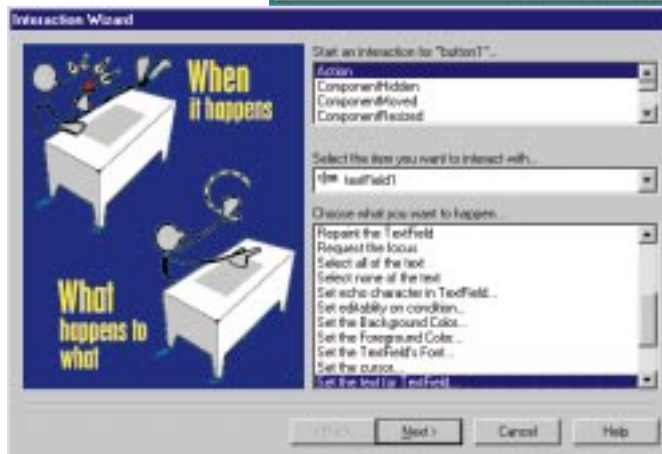 Interaction Wizard
When
it happens
What
happens to
what
Start an interaction for "button1"...
Action
ComponentHidden
ComponentMoved
ComponentResized
Select the item you want to interact with...
textField1
Choose what you want to happen...
Repaint the TextField
Request the focus
Select all of the text
Select none of the text
Set echo character in TextField...
Set editablity on condition...
Set the Background Color...
Set the Foreground Color...
Set the TextField's Font...
Set the cursor...
Set the text for TextField...
< Back
Next >
Cancel
Help